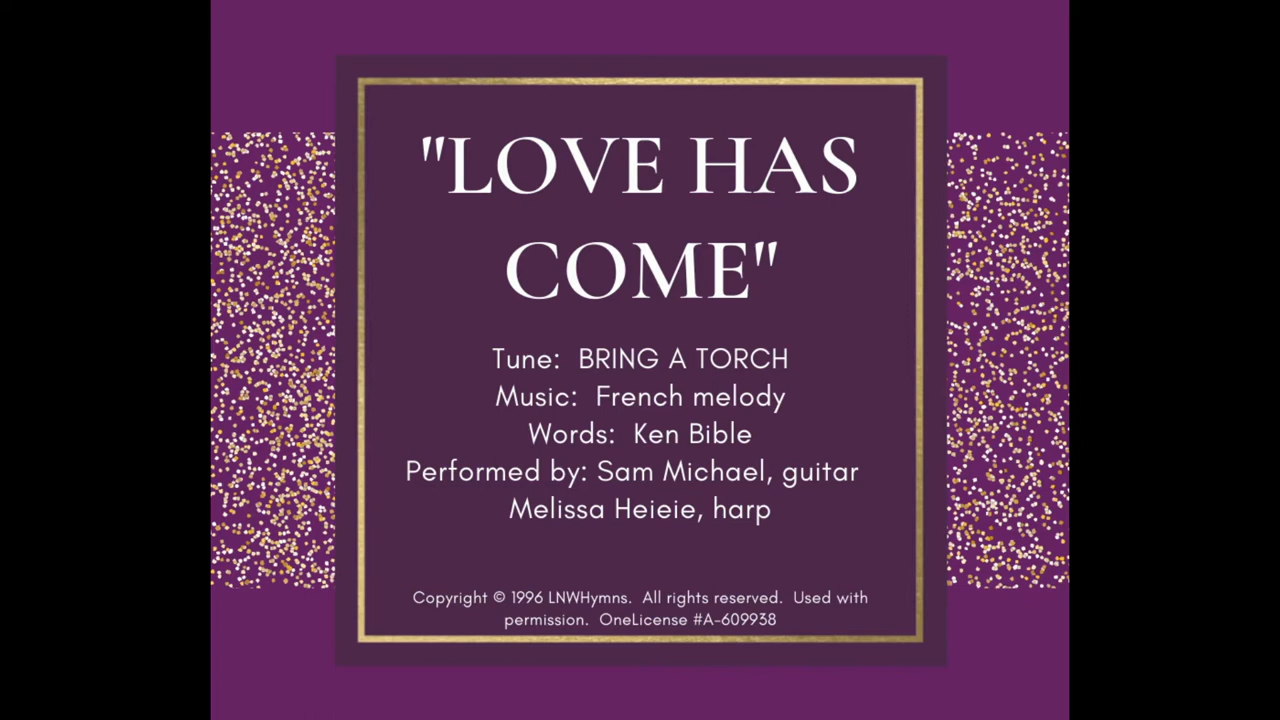 "LOVE HAS
COME"
Tune:  BRING A TORCH
Music:  French melody
Words:  Ken Bible
Performed by: Sam Michael, guitar
Melissa Heieie, harp
Copyright © 1996 LNWHymns.  All rights reserved.  Used with
permission.  OneLicense #A-609938